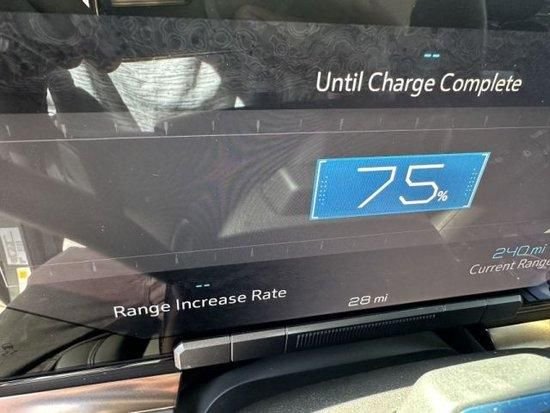 --
Until Charge Complete
75%
240 mi
Current Range
--
Range Increase Rate
28 mi